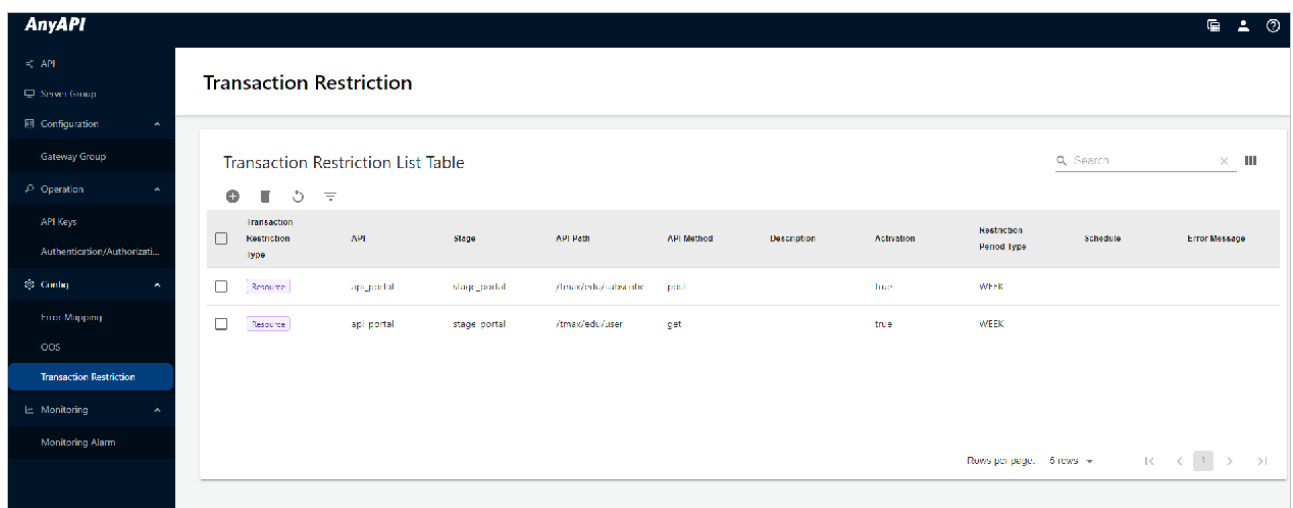 AnyAPI
API
Server Group
Configuration
Gateway Group
Operation
API Keys
Authentication/Authorizati...
Config
Error Mapping
QOS
Transaction Restriction
Monitoring
Monitoring Alarm
Transaction Restriction
Transaction Restriction List Table
Search
Transaction Restriction Type API Stage API Path API Method Description Activation Restriction Period Type Schedule Error Message
Resource api_portal stage_portal /tmax/edu/subscribe post true WEEK
Resource api_portal stage_portal /tmax/edu/user get true WEEK
Rows per page: 5 rows 1